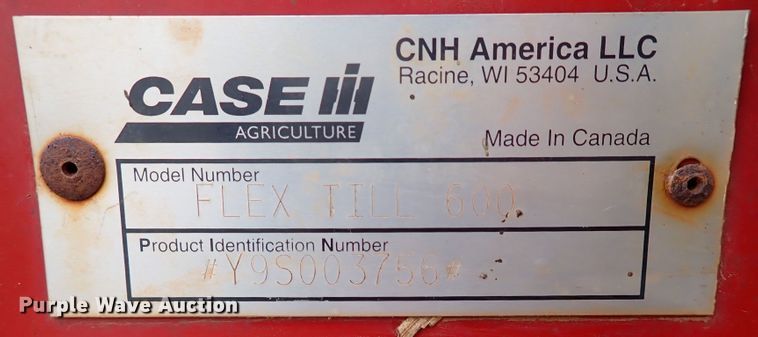 CNH America LLC
Racine, WI 53404 U.S.A.
CASE IH
AGRICULTURE
Made In Canada
Model Number
FLEX TILL 600
Product Identification Number
#Y9S003756#
Purple Wave Auction